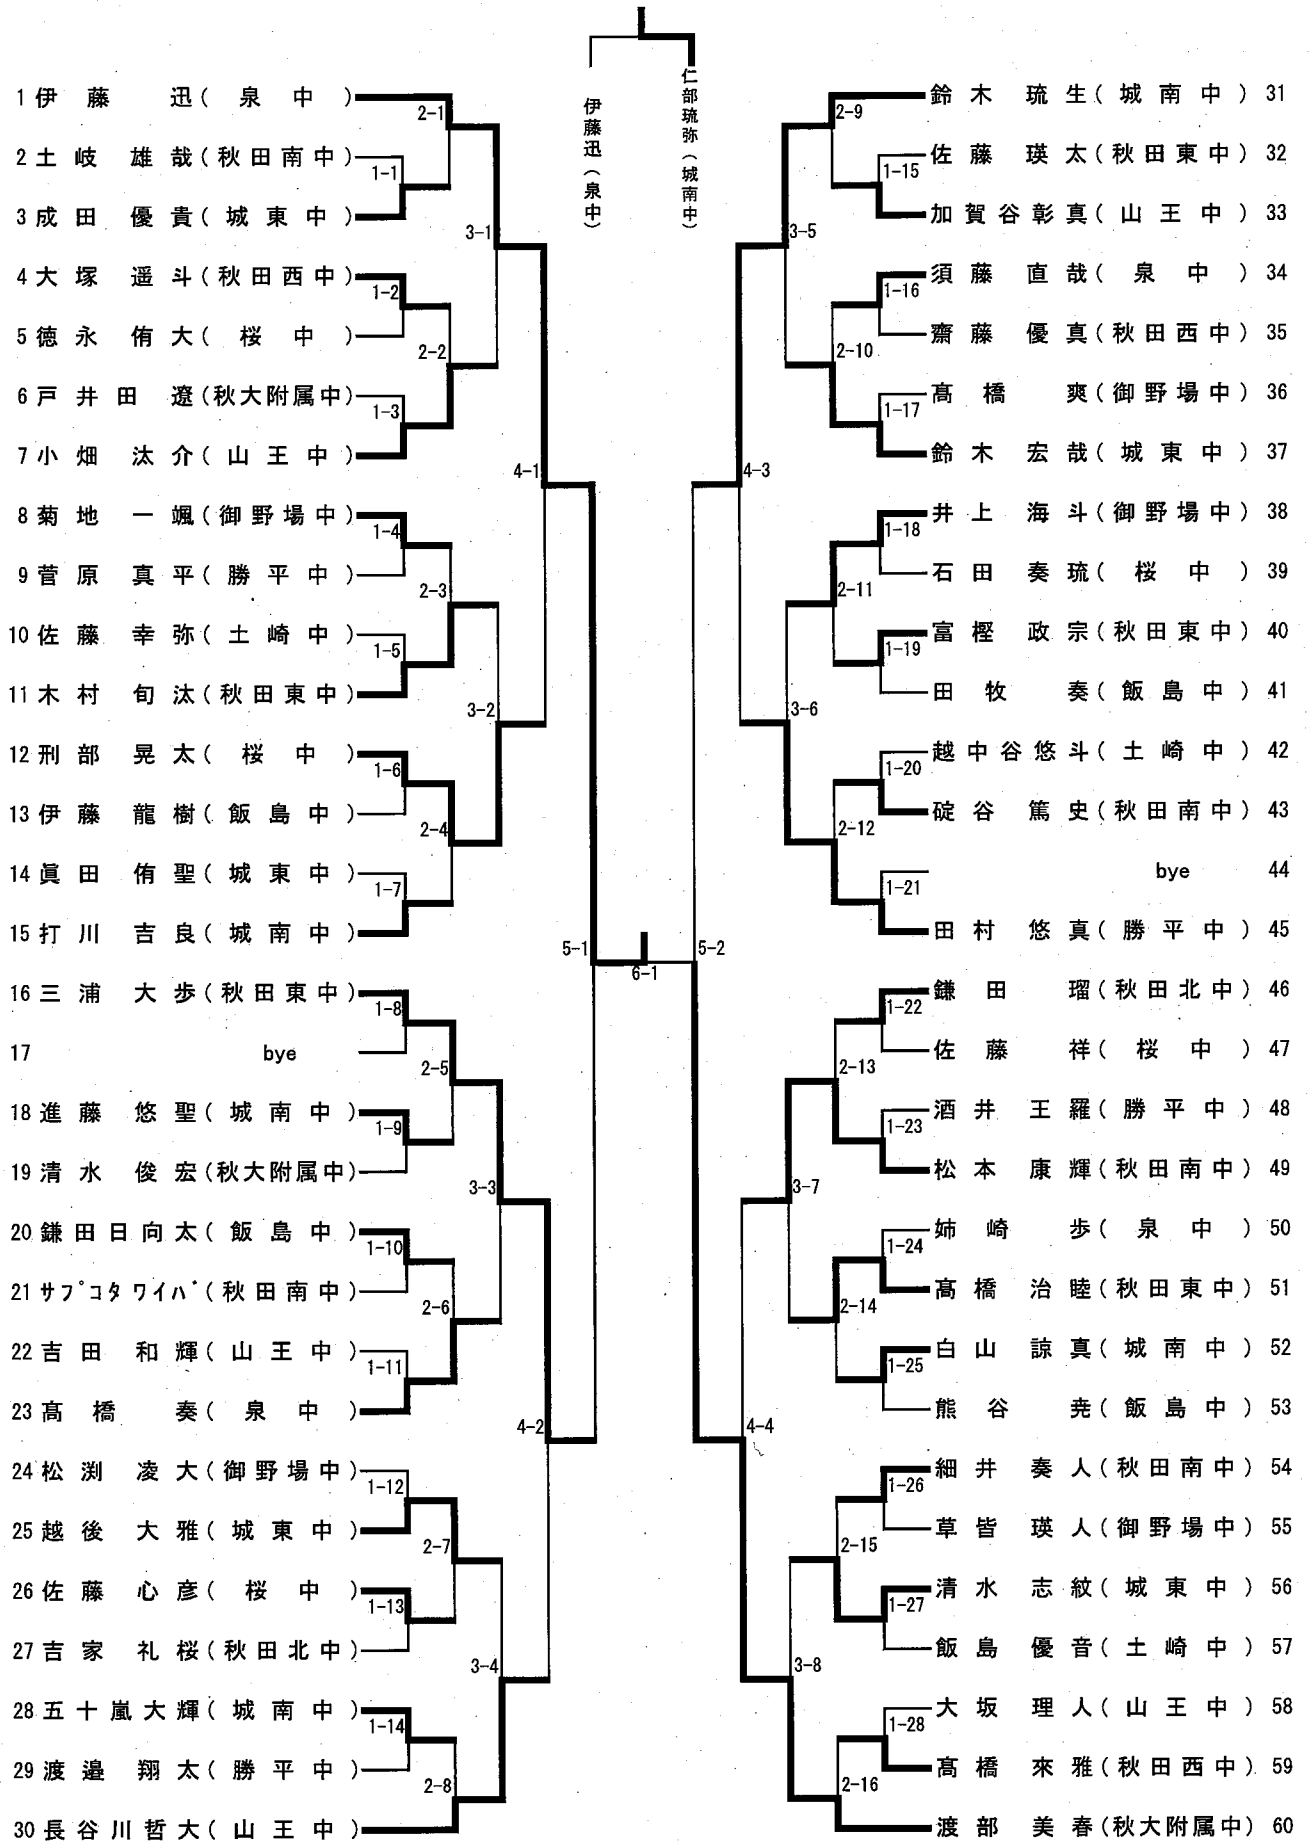 伊藤迅（泉中）
仁部琉弥（城南中）
1 伊藤 迅（泉中）
2 土岐 雄哉（秋田南中）
3 成田 優貴（城東中）
4 大塚 遥斗（秋田西中）
5 徳永 侑大（桜中）
6 戸井田 遼（秋大附属中）
7 小畑 汰介（山王中）
8 菊地 一颯（御野場中）
9 菅原 真平（勝平中）
10 佐藤 幸弥（土崎中）
11 木村 旬汰（秋田東中）
12 刑部 晃太（桜中）
13 伊藤 龍樹（飯島中）
14 眞田 侑聖（城東中）
15 打川 吉良（城南中）
16 三浦 大歩（秋田東中）
17 bye
18 進藤 悠聖（城南中）
19 清水 俊宏（秋大附属中）
20 鎌田日向太（飯島中）
21 サプコタワイバ（秋田南中）
22 吉田 和輝（山王中）
23 髙橋 奏（泉中）
24 松渕 凌大（御野場中）
25 越後 大雅（城東中）
26 佐藤 心彦（桜中）
27 吉家 礼桜（秋田北中）
28 五十嵐大輝（城南中）
29 渡邉 翔太（勝平中）
30 長谷川哲大（山王中）
1-1
1-2
1-3
1-4
1-5
1-6
1-7
1-8
1-9
1-10
1-11
1-12
1-13
1-14
2-1
2-2
2-3
2-4
2-5
2-6
2-7
2-8
3-1
3-2
3-3
3-4
4-1
4-2
5-1
6-1
5-2
4-3
4-4
3-5
3-6
3-7
3-8
2-9
2-10
2-11
2-12
2-13
2-14
2-15
2-16
1-15
1-16
1-17
1-18
1-19
1-20
1-21
1-22
1-23
1-24
1-25
1-26
1-27
1-28
鈴木 琉生（城南中）31
佐藤 瑛太（秋田東中）32
加賀谷彰真（山王中）33
須藤 直哉（泉中）34
齋藤 優真（秋田西中）35
髙橋 爽（御野場中）36
鈴木 宏哉（城東中）37
井上 海斗（御野場中）38
石田 奏琉（桜中）39
富樫 政宗（秋田東中）40
田牧 奏（飯島中）41
越中谷悠斗（土崎中）42
碇谷 篤史（秋田南中）43
bye 44
田村 悠真（勝平中）45
鎌田 瑠（秋田北中）46
佐藤 祥（桜中）47
酒井 王羅（勝平中）48
松本 康輝（秋田南中）49
姉崎 歩（泉中）50
髙橋 治睦（秋田東中）51
白山 諒真（城南中）52
熊谷 尭（飯島中）53
細井 奏人（秋田南中）54
草皆 瑛人（御野場中）55
清水 志紋（城東中）56
飯島 優音（土崎中）57
大坂 理人（山王中）58
髙橋 來雅（秋田西中）59
渡部 美春（秋大附属中）60